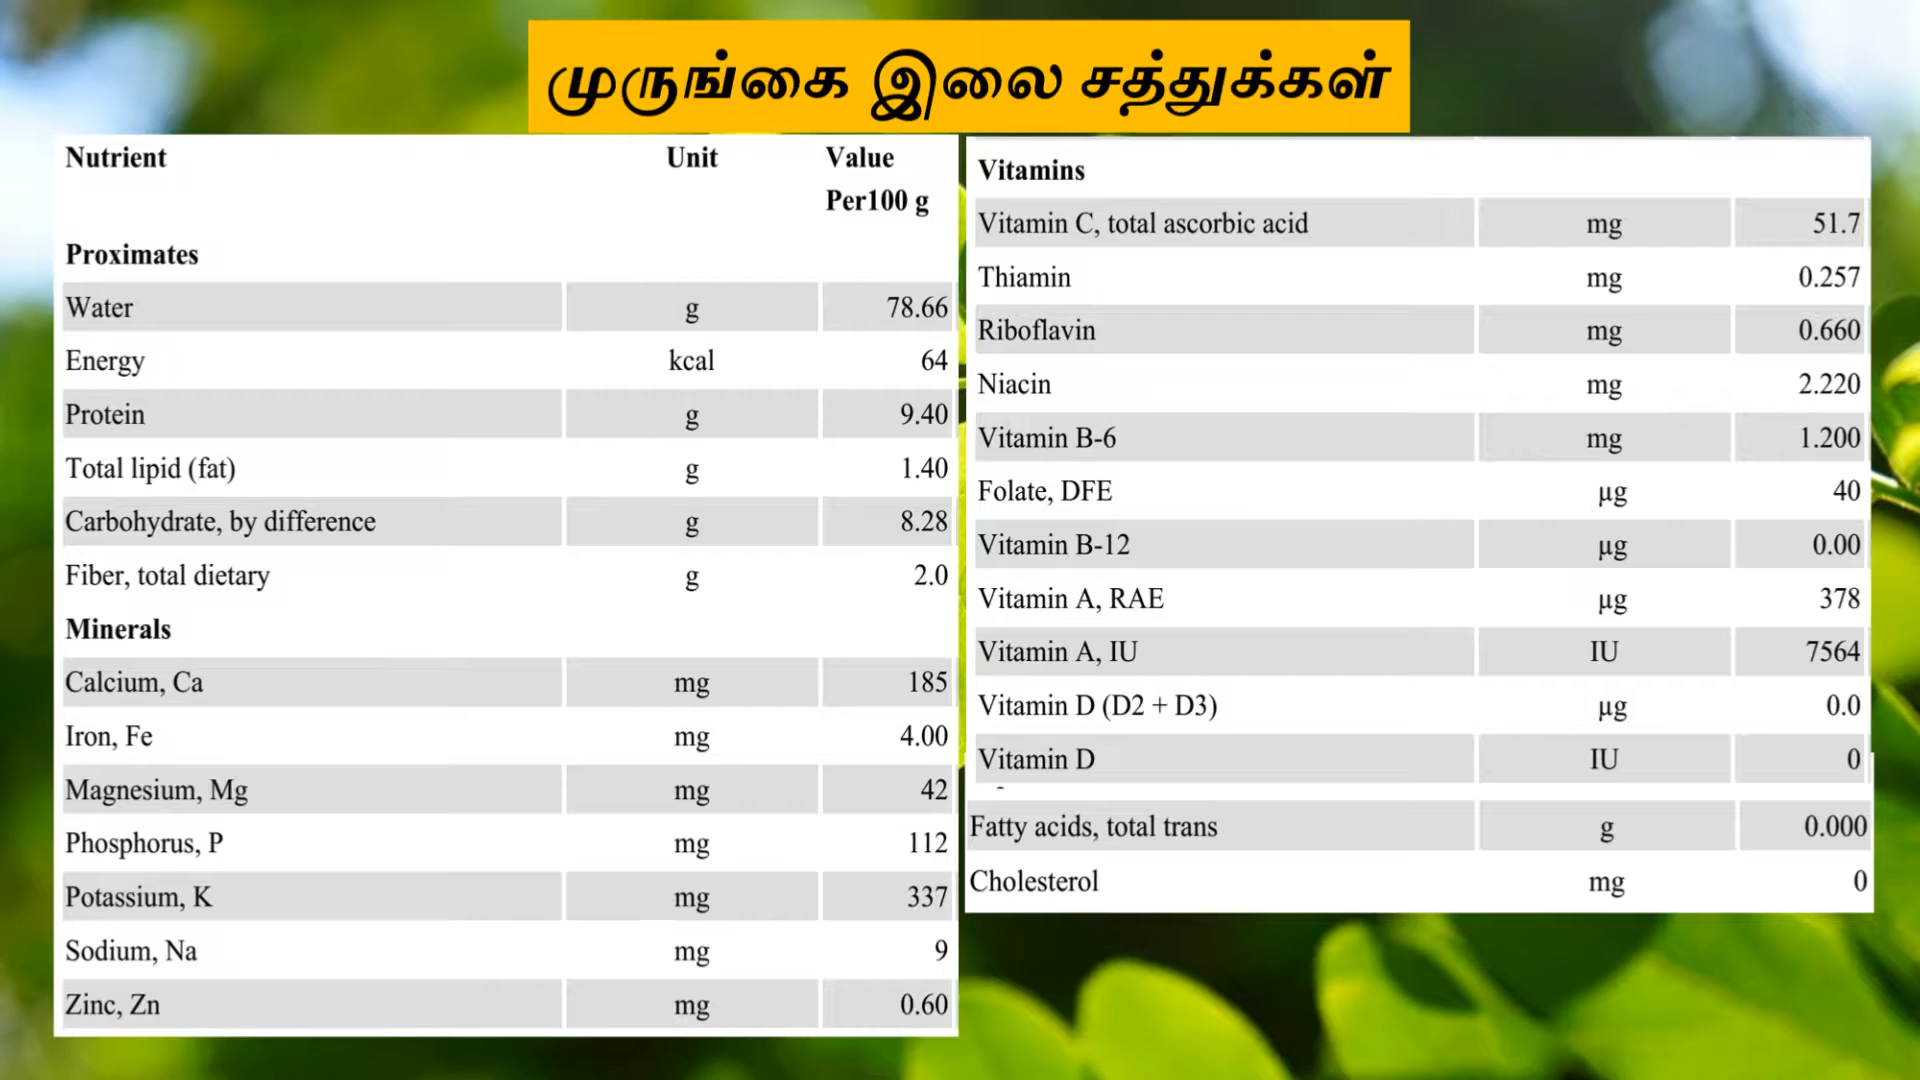 முருங்கை இலை சத்துக்கள்
Nutrient Unit Value
Per100 g
Proximates
Water g 78.66
Energy kcal 64
Protein g 9.40
Total lipid (fat) g 1.40
Carbohydrate, by difference g 8.28
Fiber, total dietary g 2.0
Minerals
Calcium, Ca mg 185
Iron, Fe mg 4.00
Magnesium, Mg mg 42
Phosphorus, P mg 112
Potassium, K mg 337
Sodium, Na mg 9
Zinc, Zn mg 0.60
Vitamins
Vitamin C, total ascorbic acid mg 51.7
Thiamin mg 0.257
Riboflavin mg 0.660
Niacin mg 2.220
Vitamin B-6 mg 1.200
Folate, DFE µg 40
Vitamin B-12 µg 0.00
Vitamin A, RAE µg 378
Vitamin A, IU IU 7564
Vitamin D (D2 + D3) µg 0.0
Vitamin D IU 0
Fatty acids, total trans g 0.000
Cholesterol mg 0